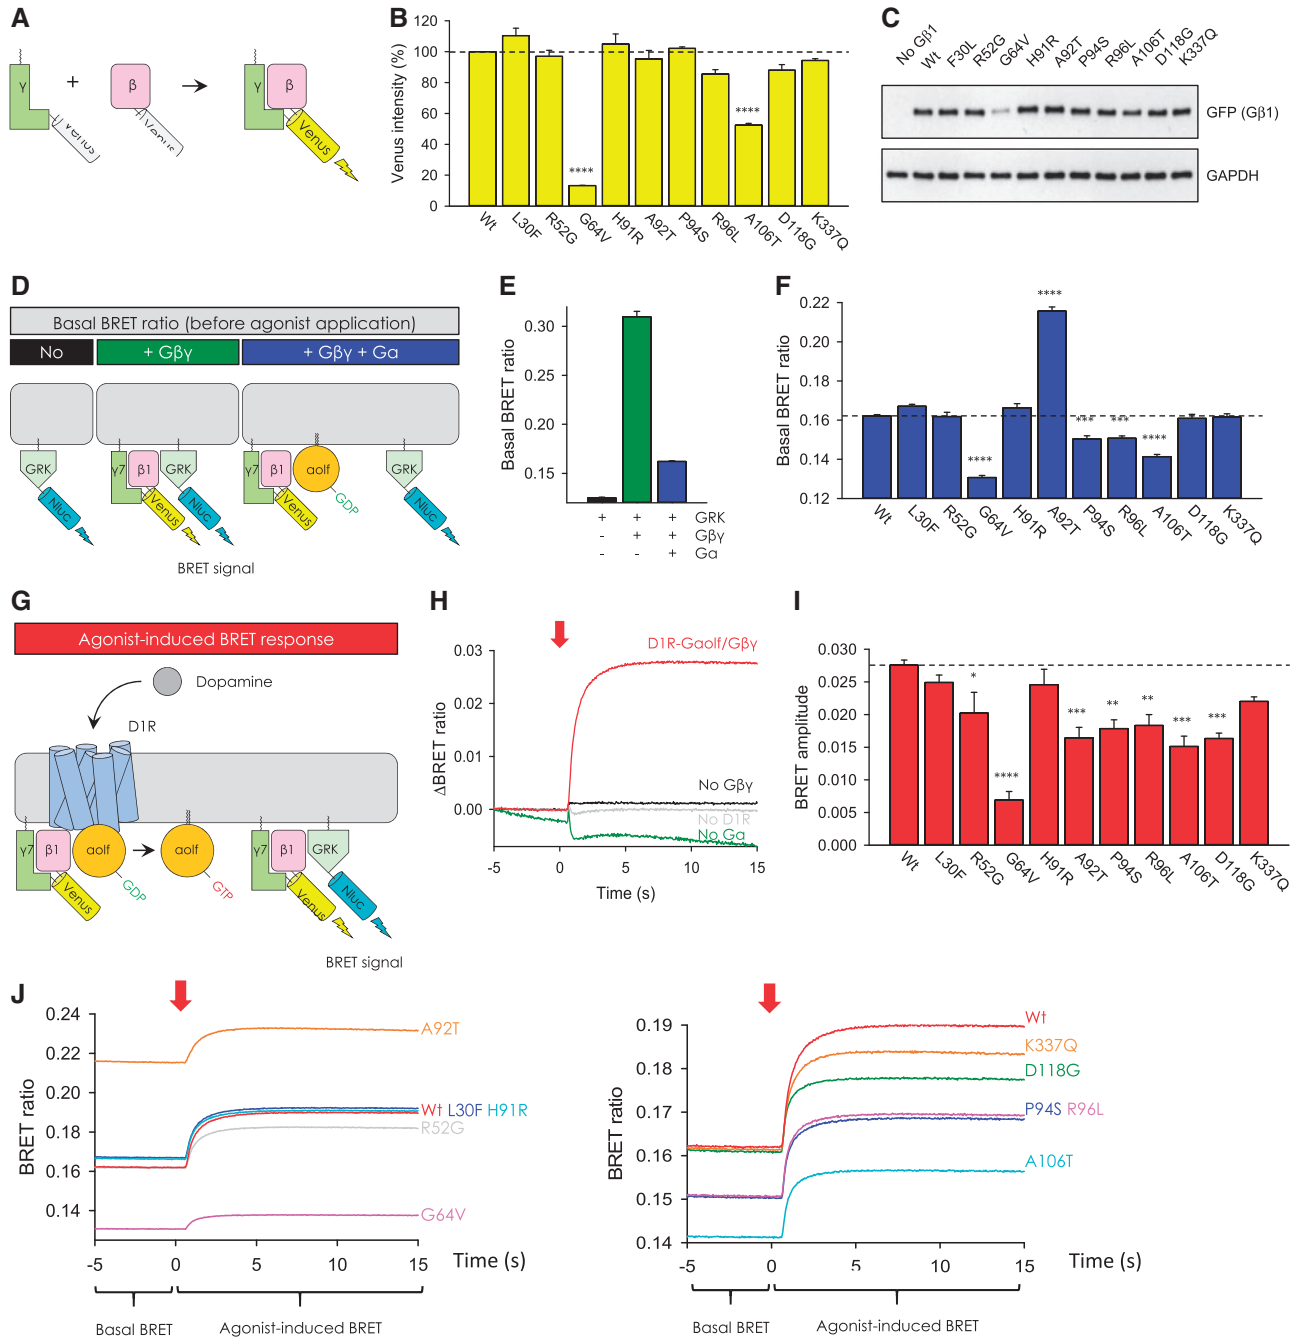 A
γ
+
β
γ
β
Venus
Venus
Venus
B
Venus intensity (%)
120
100
80
60
40
20
0
****
****
Wt
L30F
R52G
G64V
H91R
A92T
P94S
R96L
A106T
D118G
K337Q
C
No Gβ1
Wt
F30L
R52G
G64V
H91R
A92T
P94S
R96L
A106T
D118G
K337Q
GFP (Gβ1)
GAPDH
D
Basal BRET ratio (before agonist application)
No
+ Gβγ
+ Gβγ + Gα
GRK
Nluc
γ7
β1
GRK
Venus
Nluc
γ7
β1
αolf
Venus
GDP
GRK
Nluc
BRET signal
E
Basal BRET ratio
0.30
0.25
0.20
0.15
+ + + GRK
- + + Gβγ
- - + Gα
F
Basal BRET ratio
0.22
0.20
0.18
0.16
0.14
0.12
****
****
***
***
****
Wt
L30F
R52G
G64V
H91R
A92T
P94S
R96L
A106T
D118G
K337Q
G
Agonist-induced BRET response
Dopamine
D1R
γ7
β1
αolf
αolf
γ7
β1
GRK
Venus
GDP
GTP
Venus
Nluc
BRET signal
H
ΔBRET ratio
0.03
0.02
0.01
0.00
D1R-Gαolf/Gβγ
No Gβγ
No D1R
No Gα
-5 0 5 10 15
Time (s)
I
BRET amplitude
0.030
0.025
0.020
0.015
0.010
0.005
0.000
*
****
***
**
**
***
***
Wt
L30F
R52G
G64V
H91R
A92T
P94S
R96L
A106T
D118G
K337Q
J
BRET ratio
0.24
0.22
0.20
0.18
0.16
0.14
A92T
Wt L30F H91R
R52G
G64V
-5 0 5 10 15
Time (s)
Basal BRET
Agonist-induced BRET
BRET ratio
0.19
0.18
0.17
0.16
0.15
0.14
Wt
K337Q
D118G
P94S R96L
A106T
-5 0 5 10 15
Time (s)
Basal BRET
Agonist-induced BRET